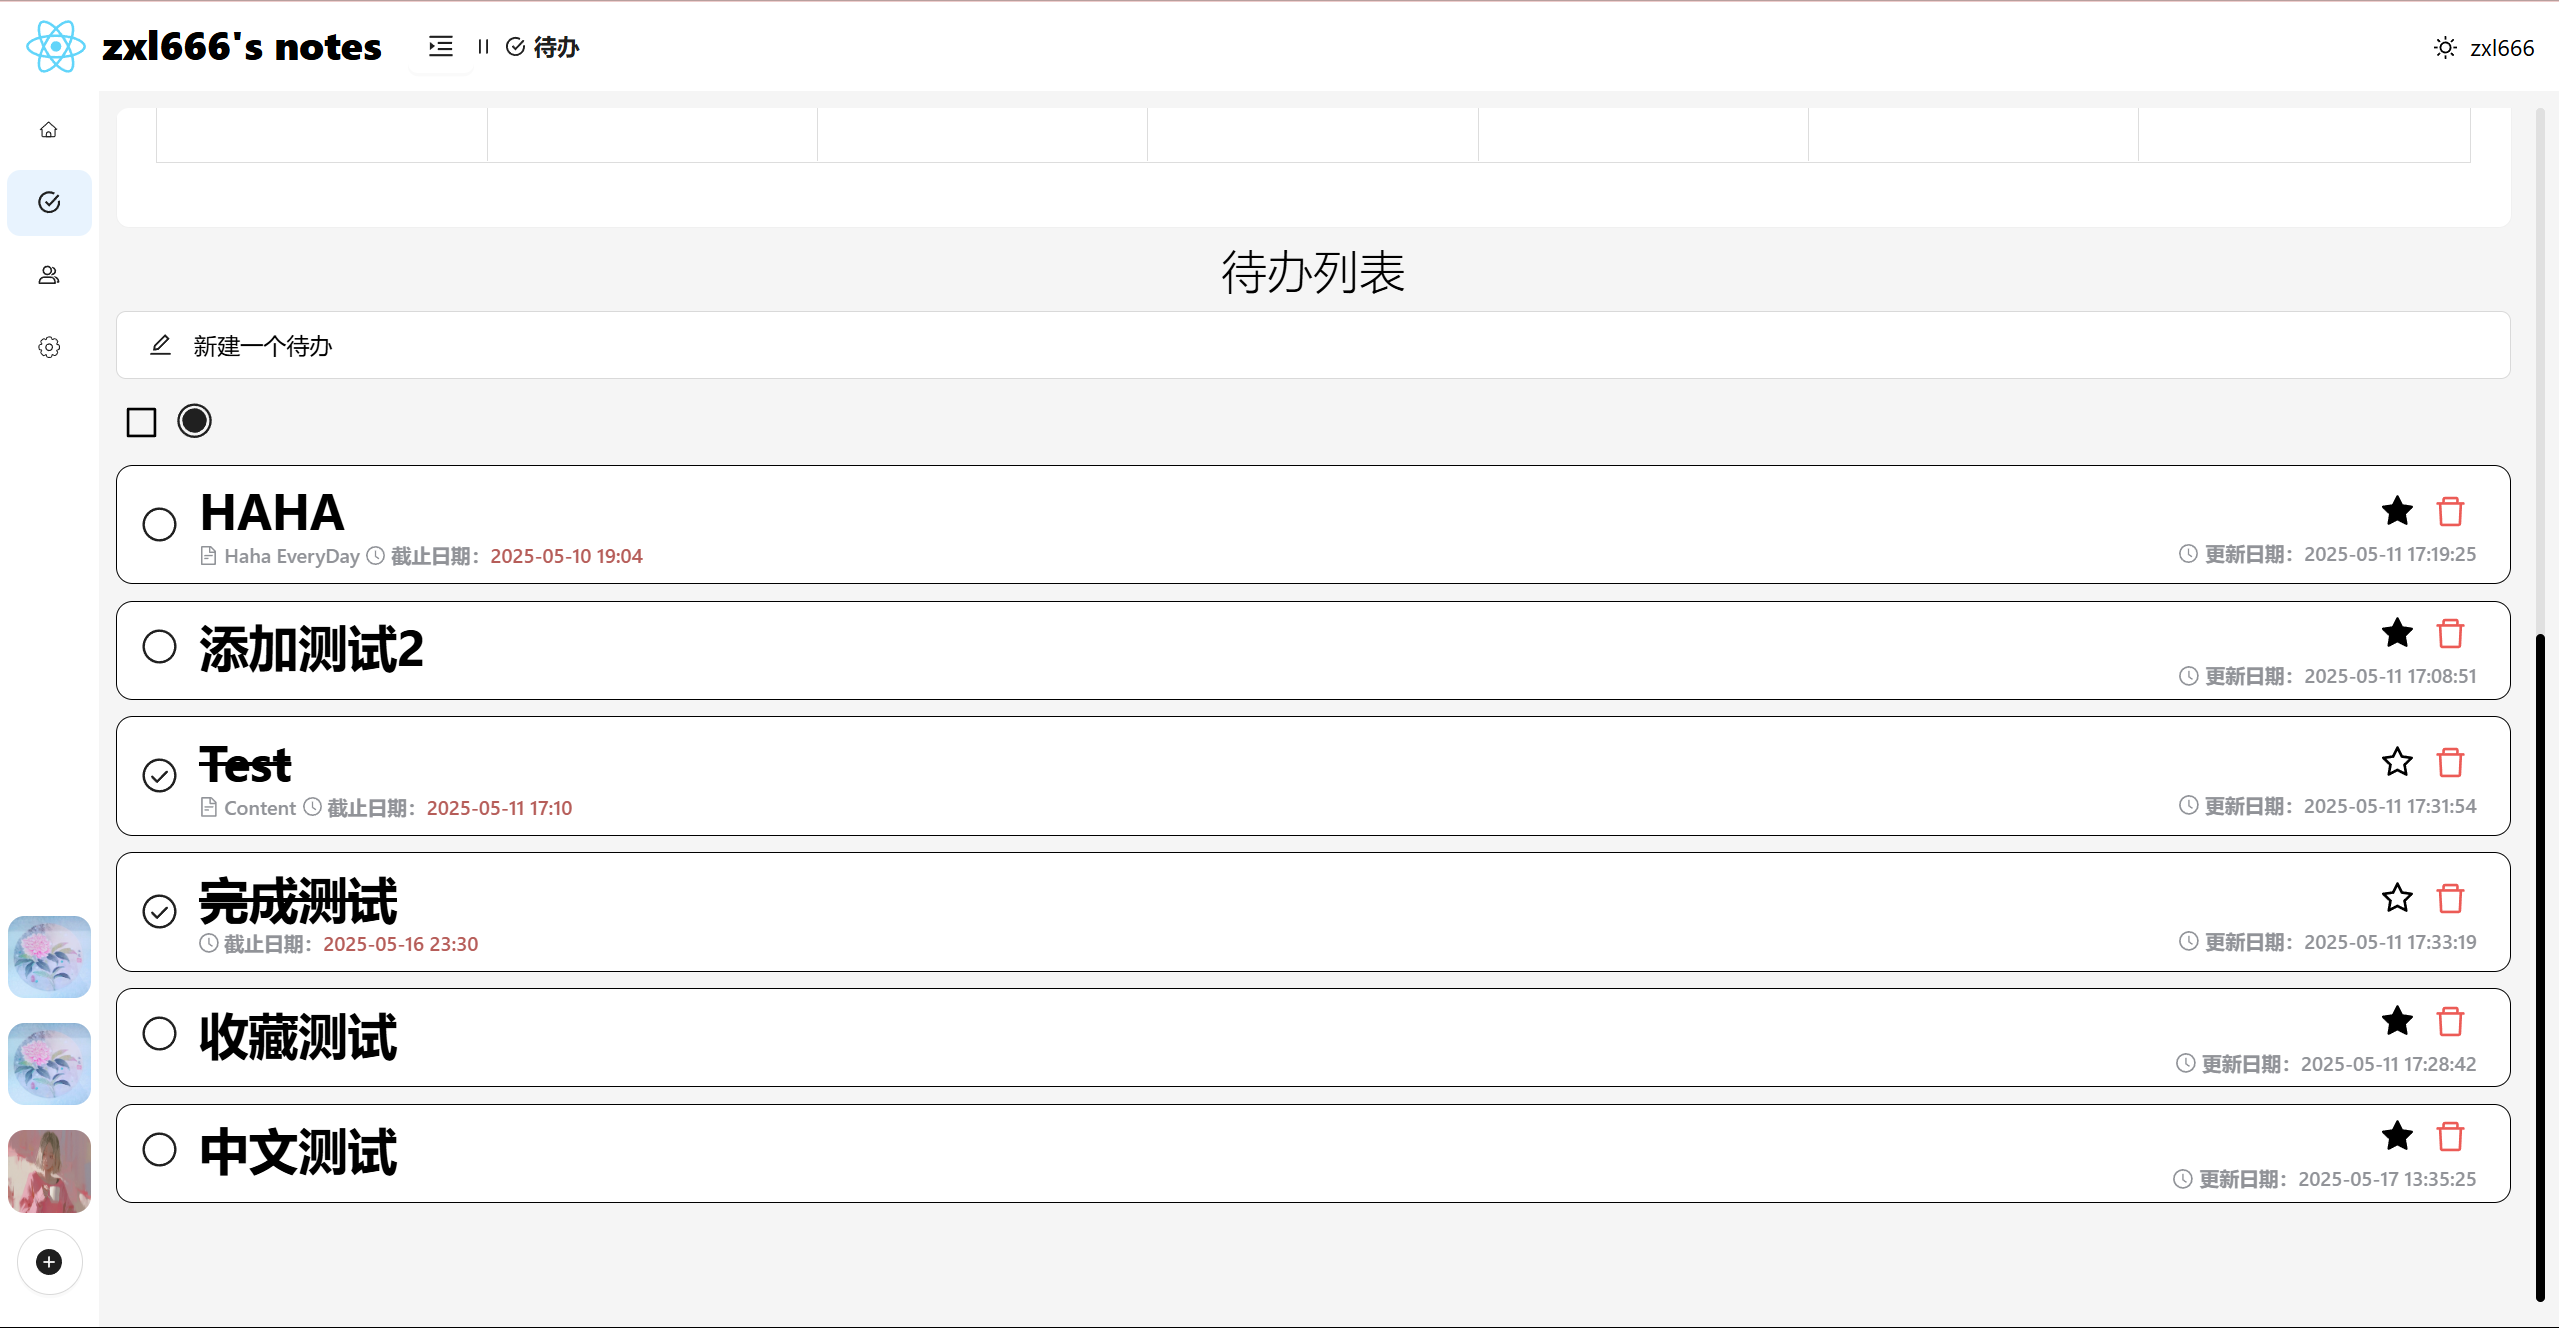 zxl666's notes
待办
zxl666
待办列表
新建一个待办
HAHA
Haha EveryDay 截止日期：2025-05-10 19:04
更新日期：2025-05-11 17:19:25
添加测试2
更新日期：2025-05-11 17:08:51
Test
Content 截止日期：2025-05-11 17:10
更新日期：2025-05-11 17:31:54
完成测试
截止日期：2025-05-16 23:30
更新日期：2025-05-11 17:33:19
收藏测试
更新日期：2025-05-11 17:28:42
中文测试
更新日期：2025-05-17 13:35:25